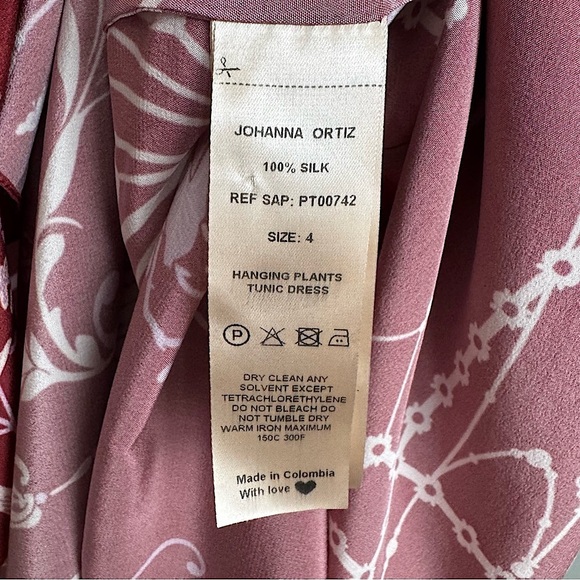 JOHANNA ORTIZ
100% SILK
REF SAP: PT00742
SIZE: 4
HANGING PLANTS
TUNIC DRESS
P
DRY CLEAN ANY
SOLVENT EXCEPT
TETRACHLORETHYLENE
DO NOT BLEACH DO
NOT TUMBLE DRY
WARM IRON MAXIMUM
150C 300F
Made in Colombia
With love